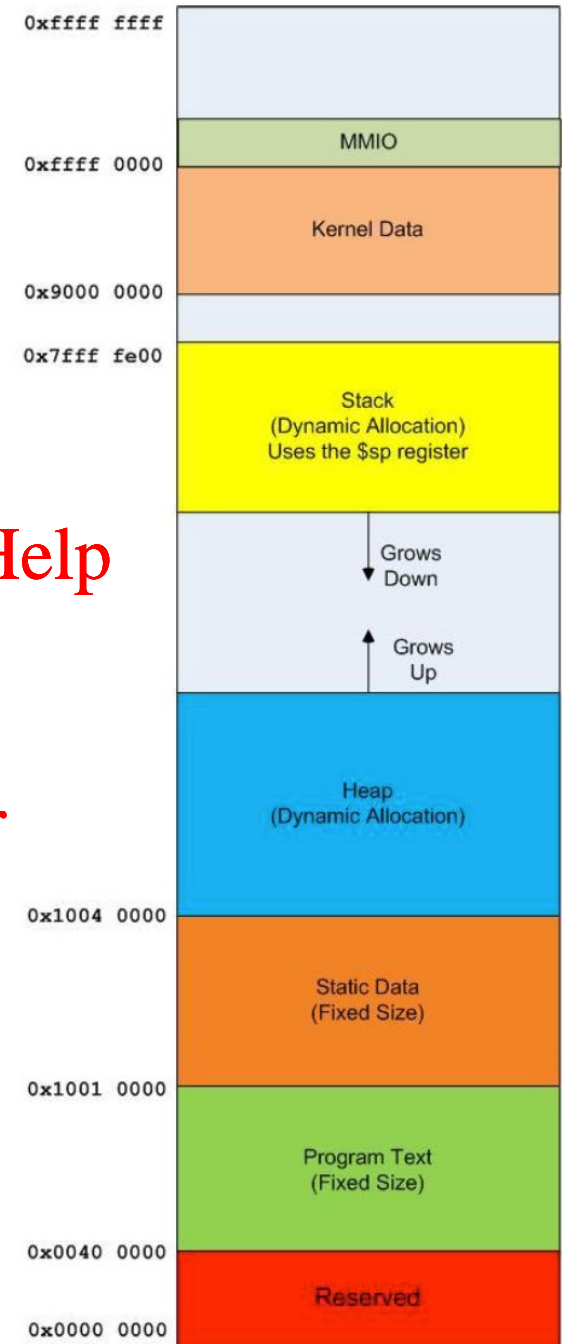 0xffff ffff
MMIO
0xffff 0000
Kernel Data
0x9000 0000
0x7fff fe00
Stack
(Dynamic Allocation)
Uses the $sp register
Help
Grows
Down
Grows
Up
Heap
(Dynamic Allocation)
0x1004 0000
Static Data
(Fixed Size)
0x1001 0000
Program Text
(Fixed Size)
0x0040 0000
Reserved
0x0000 0000